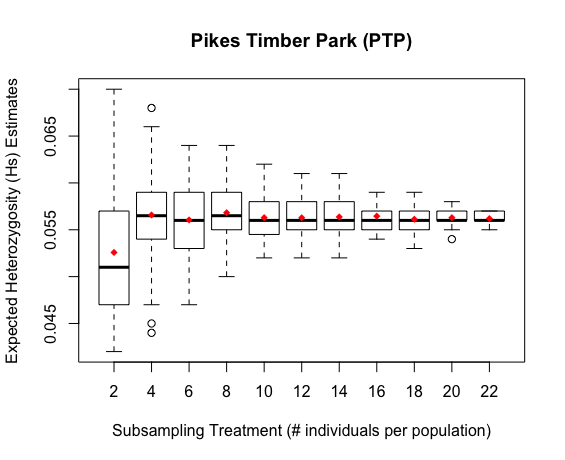 Pikes Timber Park (PTP)
Expected Heterozygosity (Hs) Estimates
0.065
0.055
0.045
2 4 6 8 10 12 14 16 18 20 22
Subsampling Treatment (# individuals per population)